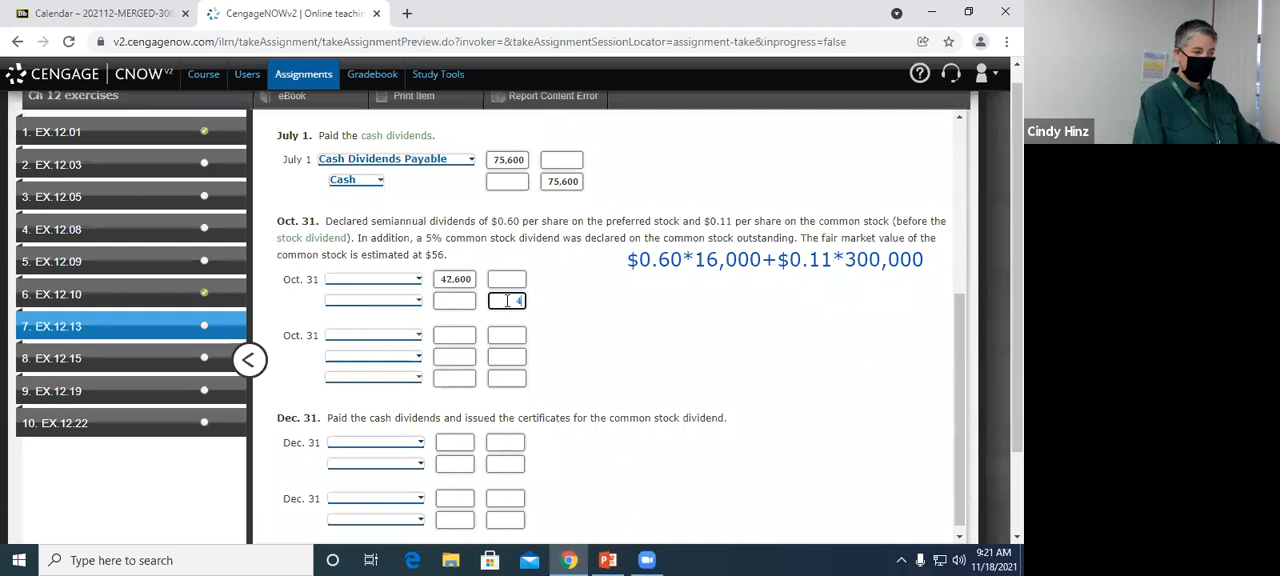 Calendar – 202112-MERGED-308
CengageNOWv2 | Online teachin
v2.cengagenow.com/ilrn/takeAssignment/takeAssignmentPreview.do?invoker=&takeAssignmentSessionLocator=assignment-take&inprogress=false
CENGAGE | CNOWv2 Course Users Assignments Gradebook Study Tools
Ch 12 exercises
eBook Print Item Report Content Error
1. EX.12.01
2. EX.12.03
3. EX.12.05
4. EX.12.08
5. EX.12.09
6. EX.12.10
7. EX.12.13
8. EX.12.15
9. EX.12.19
10. EX.12.22
July 1. Paid the cash dividends.
July 1 Cash Dividends Payable 75,600
Cash 75,600
Oct. 31. Declared semiannual dividends of $0.60 per share on the preferred stock and $0.11 per share on the common stock (before the
stock dividend). In addition, a 5% common stock dividend was declared on the common stock outstanding. The fair market value of the
common stock is estimated at $56.
$0.60*16,000+$0.11*300,000
Oct. 31 42,600
4
Oct. 31
Dec. 31. Paid the cash dividends and issued the certificates for the common stock dividend.
Dec. 31
Dec. 31
Cindy Hinz
Type here to search
9:21 AM
11/18/2021